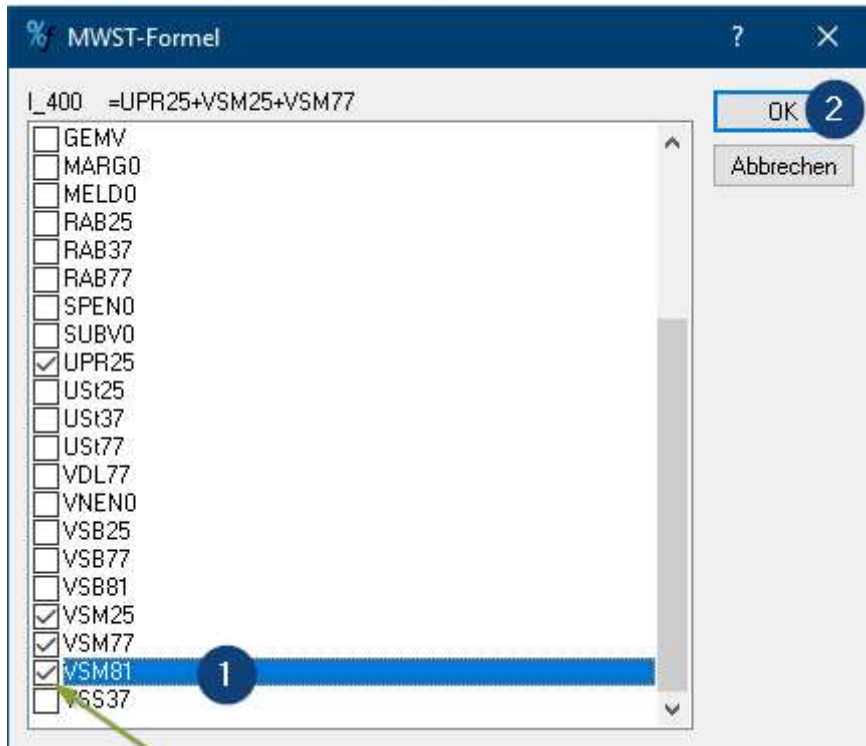 MWST-Formel
I_400 =UPR25+VSM25+VSM77
OK 2
Abbrechen
GEMV
MARG0
MELD0
RAB25
RAB37
RAB77
SPEN0
SUBV0
UPR25
USt25
USt37
USt77
VDL77
VNEN0
VSB25
VSB77
VSB81
VSM25
VSM77
VSM81 1
VSS37